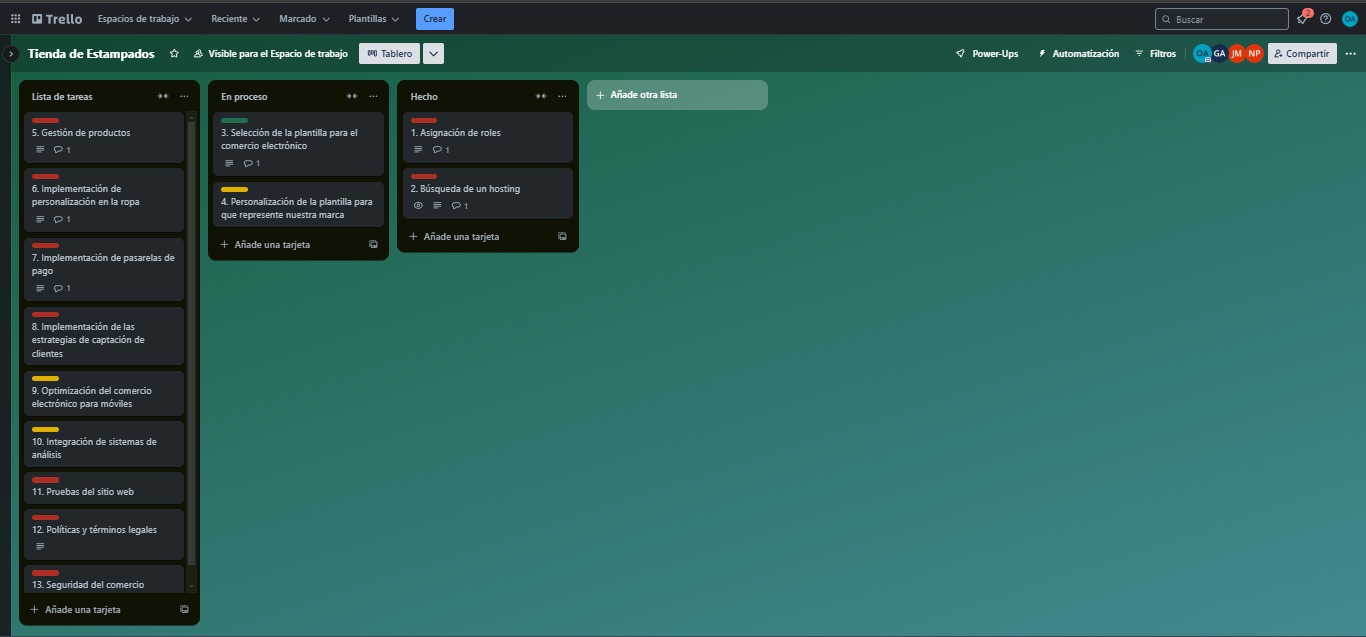 Trello
Espacios de trabajo
Reciente
Marcado
Plantillas
Crear
Buscar
2
OA
Tienda de Estampados
Visible para el Espacio de trabajo
Tablero
Power-Ups
Automatización
Filtros
OA
GA
JM
NP
Compartir
Lista de tareas
5. Gestión de productos
1
6. Implementación de
personalización en la ropa
1
7. Implementación de pasarelas de
pago
1
8. Implementación de las
estrategias de captación de
clientes
9. Optimización del comercio
electrónico para móviles
10. Integración de sistemas de
análisis
11. Pruebas del sitio web
12. Políticas y términos legales
13. Seguridad del comercio
+ Añade una tarjeta
En proceso
3. Selección de la plantilla para el
comercio electrónico
1
4. Personalización de la plantilla para
que represente nuestra marca
+ Añade una tarjeta
Hecho
1. Asignación de roles
1
2. Búsqueda de un hosting
1
+ Añade una tarjeta
+ Añade otra lista